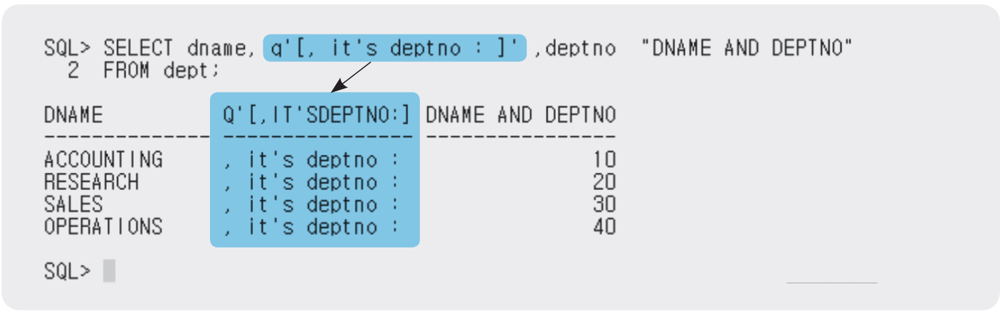 SQL> SELECT dname, q'[, it's deptno : ]' ,deptno  "DNAME AND DEPTNO"
  2  FROM dept;
DNAME          Q'[,IT'SDEPTNO:] DNAME AND DEPTNO
-------------- ---------------- ----------------
ACCOUNTING     , it's deptno :                10
RESEARCH       , it's deptno :                20
SALES          , it's deptno :                30
OPERATIONS     , it's deptno :                40
SQL>